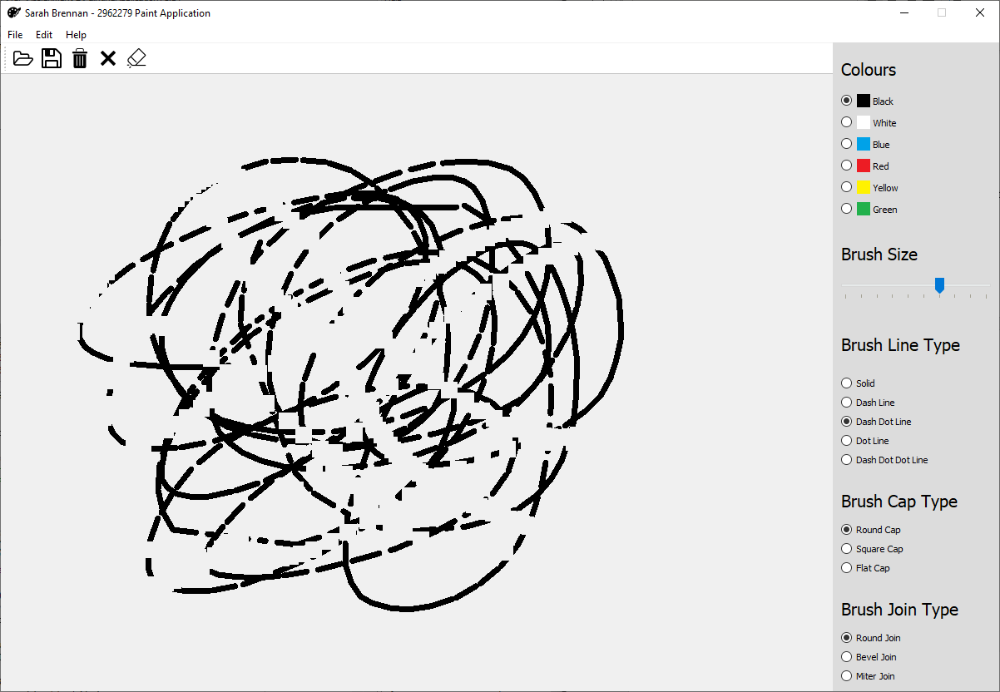 Sarah Brennan - 2962279 Paint Application
File Edit Help
Colours
Black
White
Blue
Red
Yellow
Green
Brush Size
Brush Line Type
Solid
Dash Line
Dash Dot Line
Dot Line
Dash Dot Dot Line
Brush Cap Type
Round Cap
Square Cap
Flat Cap
Brush Join Type
Round Join
Bevel Join
Miter Join